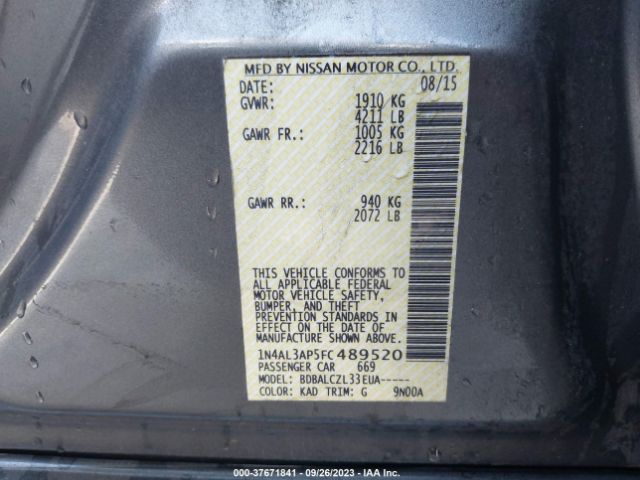 MFD BY NISSAN MOTOR CO., LTD.
DATE: 08/15
GVWR: 1910 KG
4211 LB
GAWR FR.: 1005 KG
2216 LB
GAWR RR.: 940 KG
2072 LB
THIS VEHICLE CONFORMS TO
ALL APPLICABLE FEDERAL
MOTOR VEHICLE SAFETY,
BUMPER, AND THEFT
PREVENTION STANDARDS IN
EFFECT ON THE DATE OF
MANUFACTURE SHOWN ABOVE.
1N4AL3AP5FC489520
PASSENGER CAR 669
MODEL: BDBALCZL33EUA-----
COLOR: KAD TRIM: G 9N00A
000-37671841 / 09/26/2023 / IAA Inc.